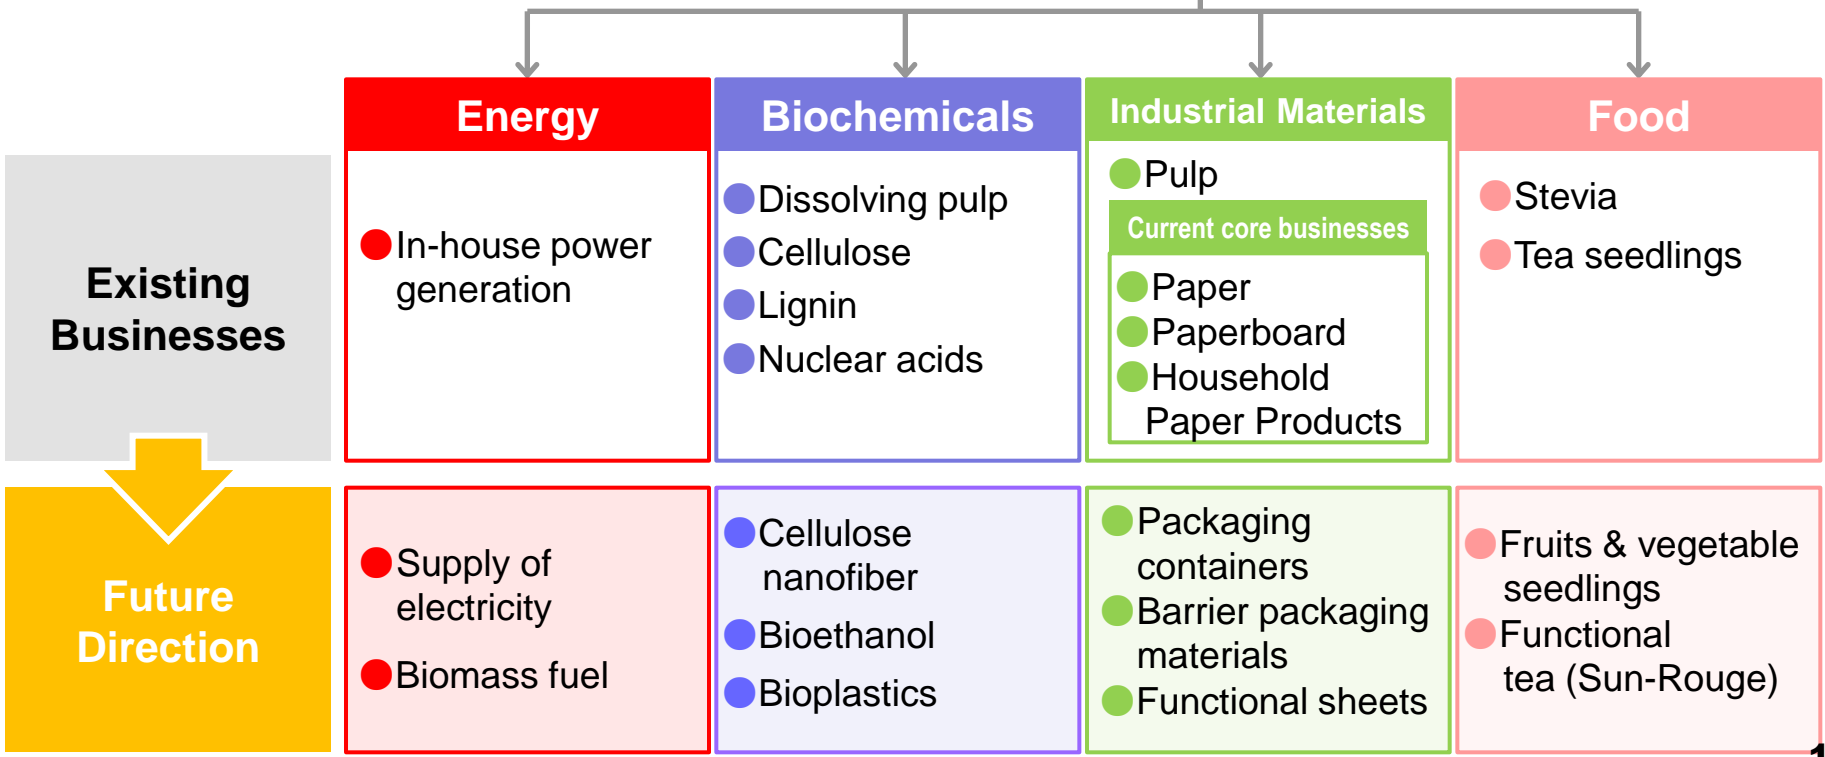 Energy
Biochemicals
Industrial Materials
Food
Existing
Businesses
In-house power
generation
Dissolving pulp
Cellulose
Lignin
Nuclear acids
Pulp
Current core businesses
Paper
Paperboard
Household
Paper Products
Stevia
Tea seedlings
Future
Direction
Supply of
electricity
Biomass fuel
Cellulose
nanofiber
Bioethanol
Bioplastics
Packaging
containers
Barrier packaging
materials
Functional sheets
Fruits & vegetable
seedlings
Functional
tea (Sun-Rouge)